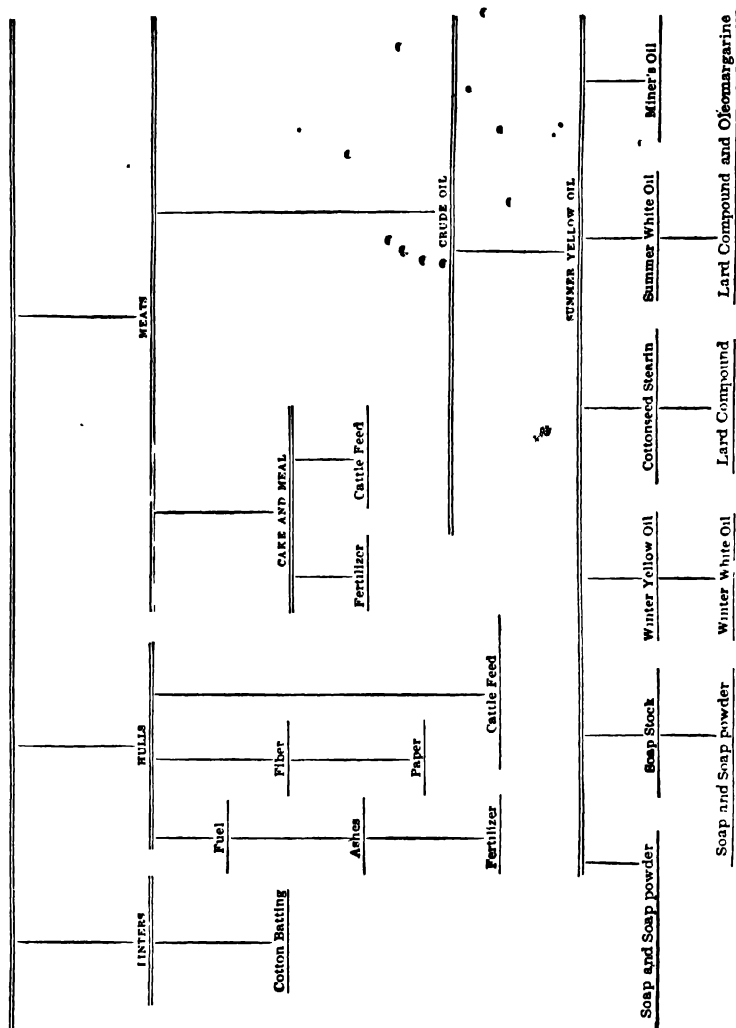 LINTERS
HULLS
MEATS
Fuel
Cotton Batting
Fiber
CAKE AND MEAL
Ashes
Fertilizer
Cattle Feed
Paper
CRUDE OIL
Fertilizer
Cattle Feed
SUMMER YELLOW OIL
Soap and Soap powder
Soap Stock
Winter Yellow Oil
Cottonseed Stearin
Summer White Oil
Miner's Oil
Soap and Soap powder
Winter White Oil
Lard Compound
Lard Compound and Oleomargarine